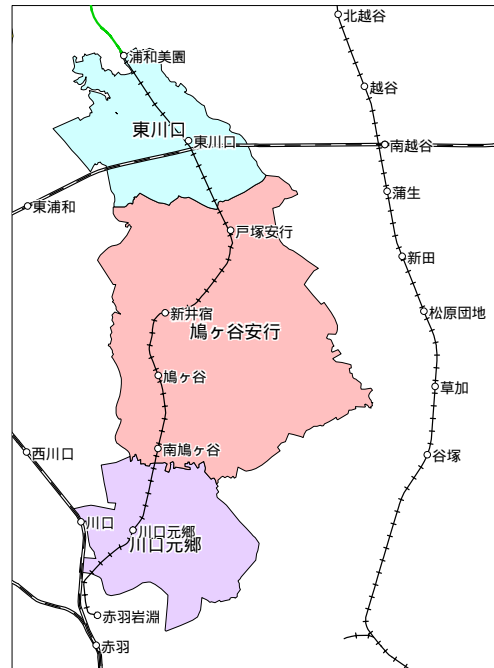 北越谷
浦和美園
越谷
東川口
東川口
南越谷
蒲生
東浦和
戸塚安行
新田
新井宿
松原団地
鳩ヶ谷安行
鳩ヶ谷
草加
南鳩ヶ谷
西川口
谷塚
川口
川口元郷
川口元郷
赤羽岩淵
赤羽